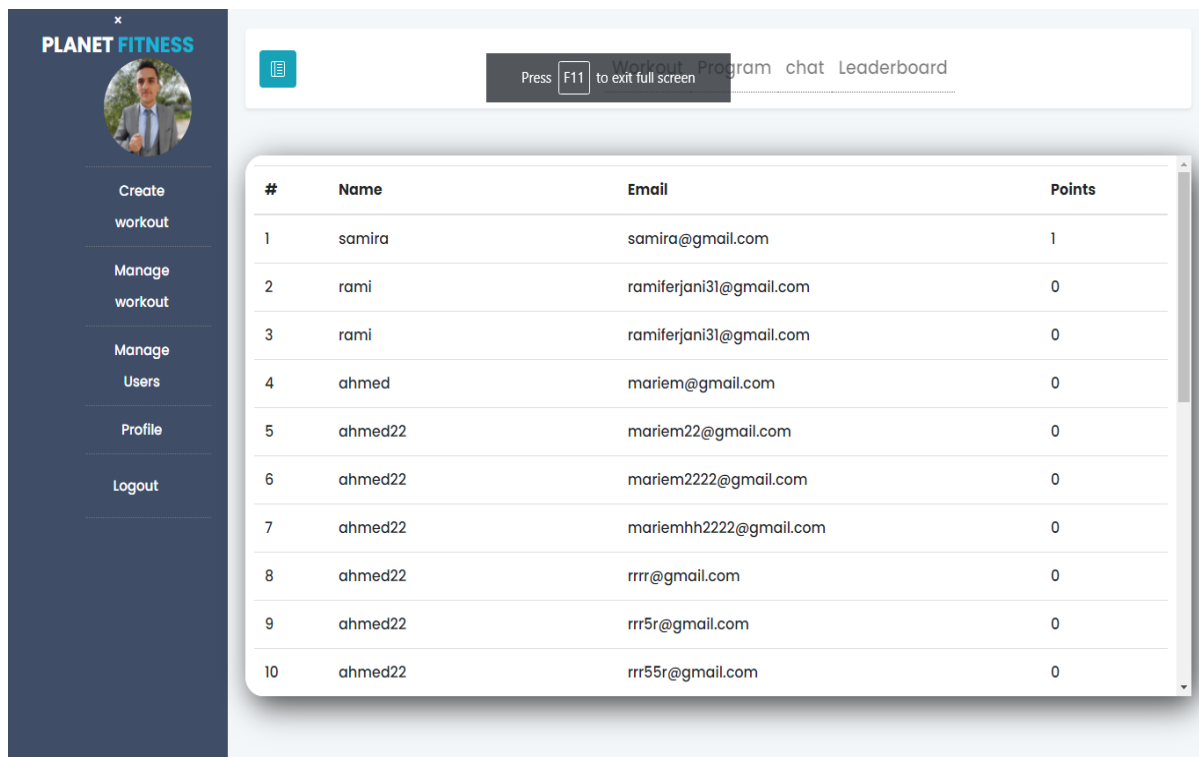 ×
PLANET FITNESS
Create
workout
Manage
workout
Manage
Users
Profile
Logout
Workout Program chat Leaderboard
Press F11 to exit full screen
# Name Email Points
1 samira samira@gmail.com 1
2 rami ramiferjani31@gmail.com 0
3 rami ramiferjani31@gmail.com 0
4 ahmed mariem@gmail.com 0
5 ahmed22 mariem22@gmail.com 0
6 ahmed22 mariem2222@gmail.com 0
7 ahmed22 mariemhh2222@gmail.com 0
8 ahmed22 rrrr@gmail.com 0
9 ahmed22 rrr5r@gmail.com 0
10 ahmed22 rrr55r@gmail.com 0